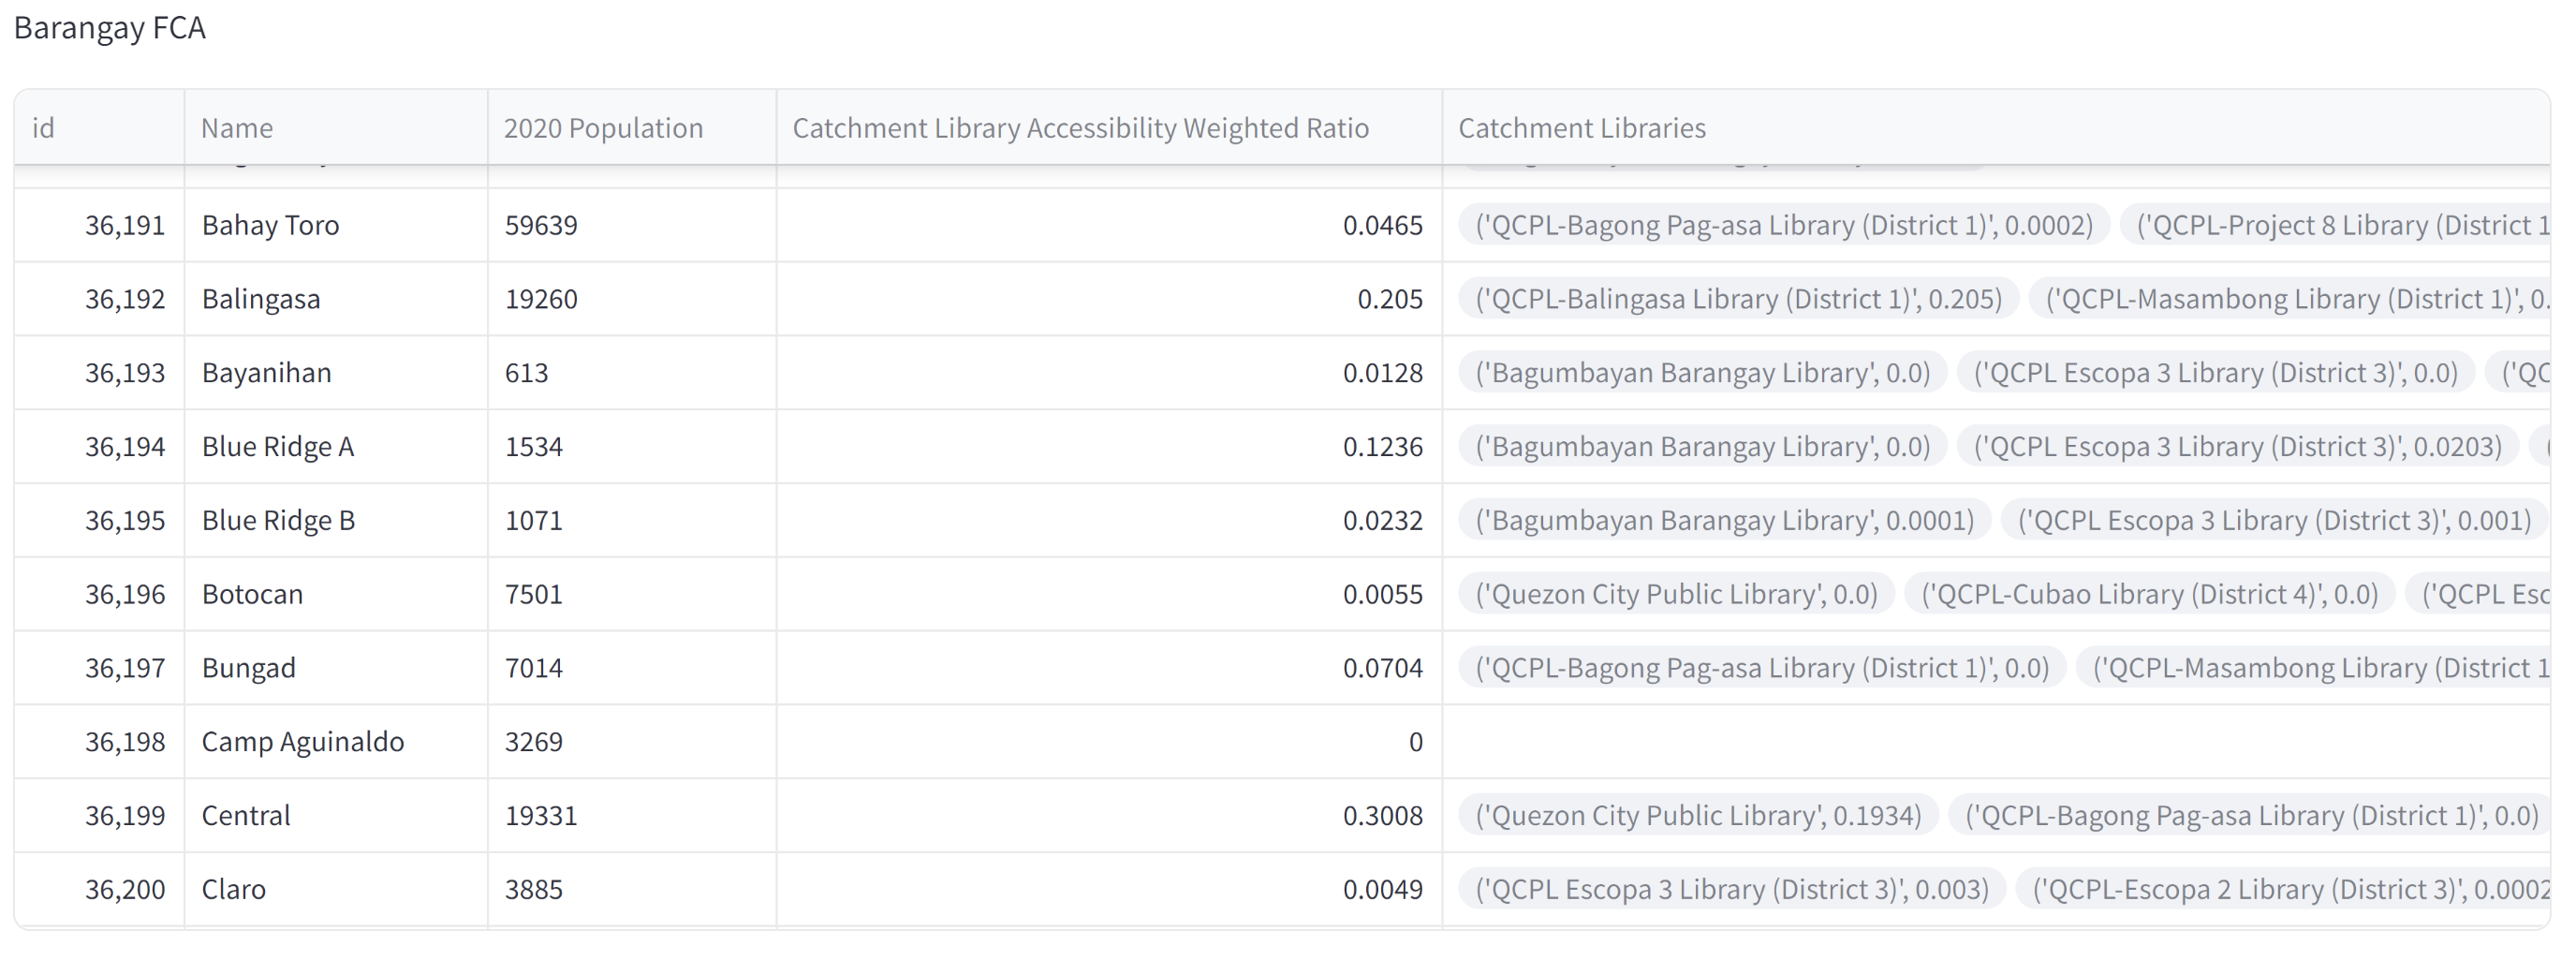 Barangay FCA
id Name 2020 Population Catchment Library Accessibility Weighted Ratio Catchment Libraries
36,191 Bahay Toro 59639 0.0465 ('QCPL-Bagong Pag-asa Library (District 1)', 0.0002) ('QCPL-Project 8 Library (District 1
36,192 Balingasa 19260 0.205 ('QCPL-Balingasa Library (District 1)', 0.205) ('QCPL-Masambong Library (District 1)', 0.
36,193 Bayanihan 613 0.0128 ('Bagumbayan Barangay Library', 0.0) ('QCPL Escopa 3 Library (District 3)', 0.0) ('QC
36,194 Blue Ridge A 1534 0.1236 ('Bagumbayan Barangay Library', 0.0) ('QCPL Escopa 3 Library (District 3)', 0.0203) (
36,195 Blue Ridge B 1071 0.0232 ('Bagumbayan Barangay Library', 0.0001) ('QCPL Escopa 3 Library (District 3)', 0.001)
36,196 Botocan 7501 0.0055 ('Quezon City Public Library', 0.0) ('QCPL-Cubao Library (District 4)', 0.0) ('QCPL Esc
36,197 Bungad 7014 0.0704 ('QCPL-Bagong Pag-asa Library (District 1)', 0.0) ('QCPL-Masambong Library (District 1
36,198 Camp Aguinaldo 3269 0
36,199 Central 19331 0.3008 ('Quezon City Public Library', 0.1934) ('QCPL-Bagong Pag-asa Library (District 1)', 0.0)
36,200 Claro 3885 0.0049 ('QCPL Escopa 3 Library (District 3)', 0.003) ('QCPL-Escopa 2 Library (District 3)', 0.0002